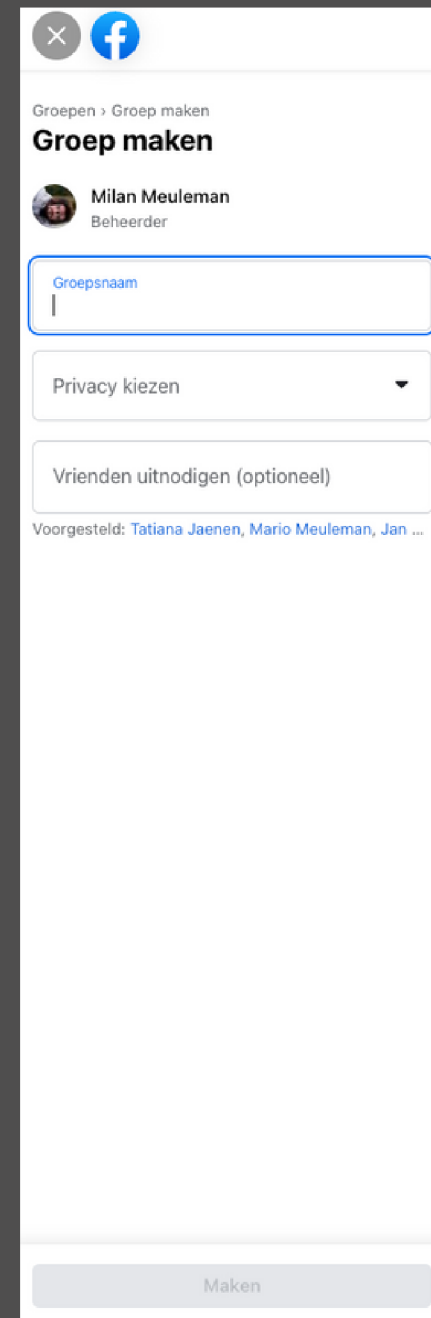 Groepen › Groep maken
Groep maken
Milan Meuleman
Beheerder
Groepsnaam
Privacy kiezen
Vrienden uitnodigen (optioneel)
Voorgesteld: Tatiana Jaenen, Mario Meuleman, Jan ...
Maken